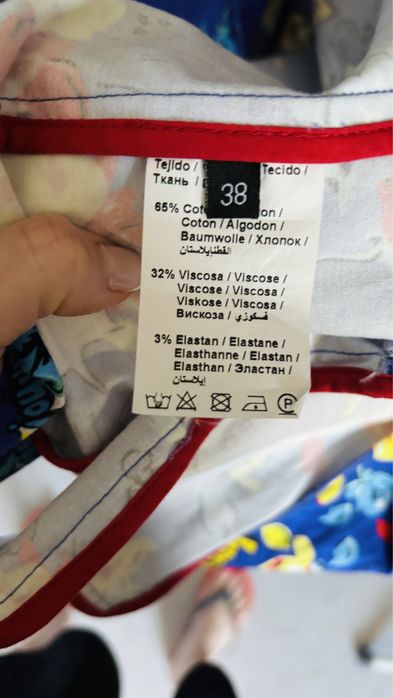 Tejido / Tecido /
Ткань /
38
65%
Coton / Algodon /
Baumwolle / Хлопок /
القطنإيلاستان
32% Viscosa / Viscose /
Viscose / Viscosa /
Viskose / Viscosa /
Вискоза / فسكوزي
3% Elastan / Elastane /
Elasthanne / Elastan /
Elasthan / Эластан /
إيلاستان
P